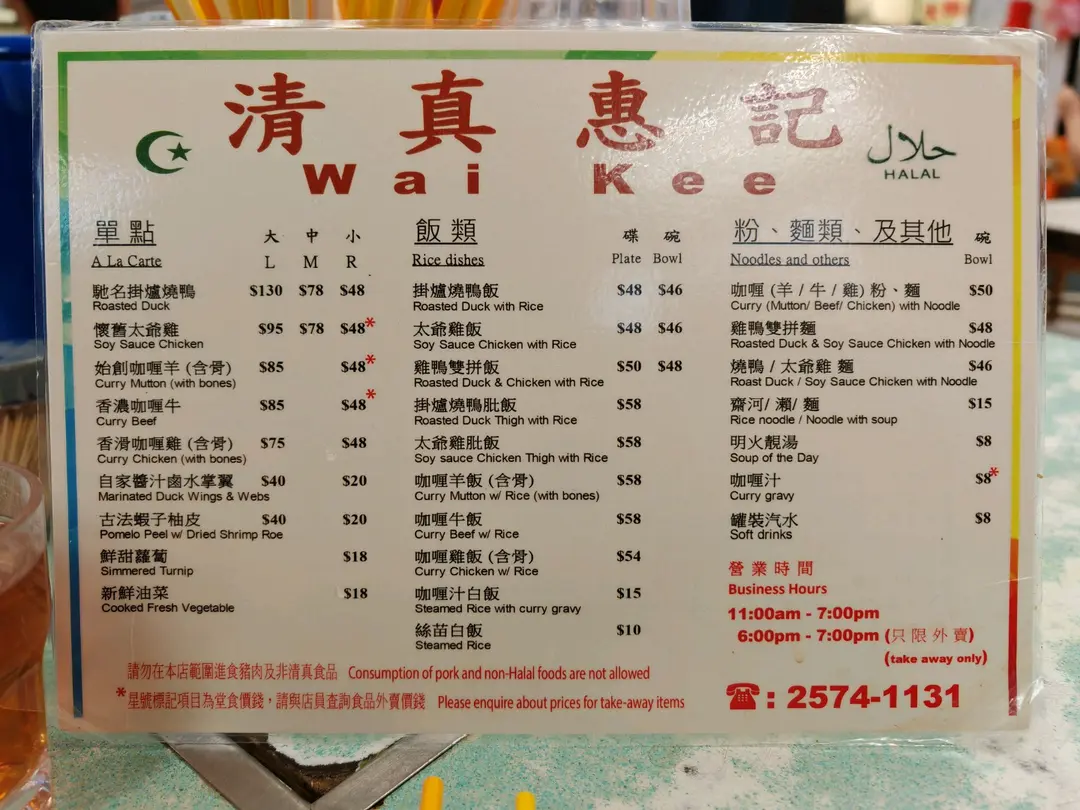 清真惠記
Wai Kee
حلال
HALAL
單點 大 中 小
A La Carte L M R
馳名掛爐燒鴨 $130 $78 $48
Roasted Duck
懷舊太爺雞 $95 $78 $48*
Soy Sauce Chicken
始創咖喱羊 (含骨) $85 $48*
Curry Mutton (with bones)
香濃咖喱牛 $85 $48*
Curry Beef
香滑咖喱雞 (含骨) $75 $48
Curry Chicken (with bones)
自家醬汁鹵水掌翼 $40 $20
Marinated Duck Wings & Webs
古法蝦子柚皮 $40 $20
Pomelo Peel w/ Dried Shrimp Roe
鮮甜蘿蔔 $18
Simmered Turnip
新鮮油菜 $18
Cooked Fresh Vegetable
飯類 碟 碗
Rice dishes Plate Bowl
掛爐燒鴨飯 $48 $46
Roasted Duck with Rice
太爺雞飯 $48 $46
Soy Sauce Chicken with Rice
雞鴨雙拼飯 $50 $48
Roasted Duck & Chicken with Rice
掛爐燒鴨肶飯 $58
Roasted Duck Thigh with Rice
太爺雞肶飯 $58
Soy sauce Chicken Thigh with Rice
咖喱羊飯 (含骨) $58
Curry Mutton w/ Rice (with bones)
咖喱牛飯 $58
Curry Beef w/ Rice
咖喱雞飯 (含骨) $54
Curry Chicken w/ Rice
咖喱汁白飯 $15
Steamed Rice with curry gravy
絲苗白飯 $10
Steamed Rice
粉、麵類、及其他 碗
Noodles and others Bowl
咖喱 (羊 / 牛 / 雞) 粉、麵 $50
Curry (Mutton/ Beef/ Chicken) with Noodle
雞鴨雙拼麵 $48
Roasted Duck & Soy Sauce Chicken with Noodle
燒鴨 / 太爺雞 麵 $46
Roast Duck / Soy Sauce Chicken with Noodle
齋河/ 瀨/ 麵 $15
Rice noodle / Noodle with soup
明火靚湯 $8
Soup of the Day
咖喱汁 $8*
Curry gravy
罐裝汽水 $8
Soft drinks
營業時間
Business Hours
11:00am - 7:00pm
6:00pm - 7:00pm (只限外賣)
(take away only)
☎ : 2574-1131
請勿在本店範圍進食豬肉及非清真食品 Consumption of pork and non-Halal foods are not allowed
*星號標記項目為堂食價錢，請與店員查詢食品外賣價錢 Please enquire about prices for take-away items